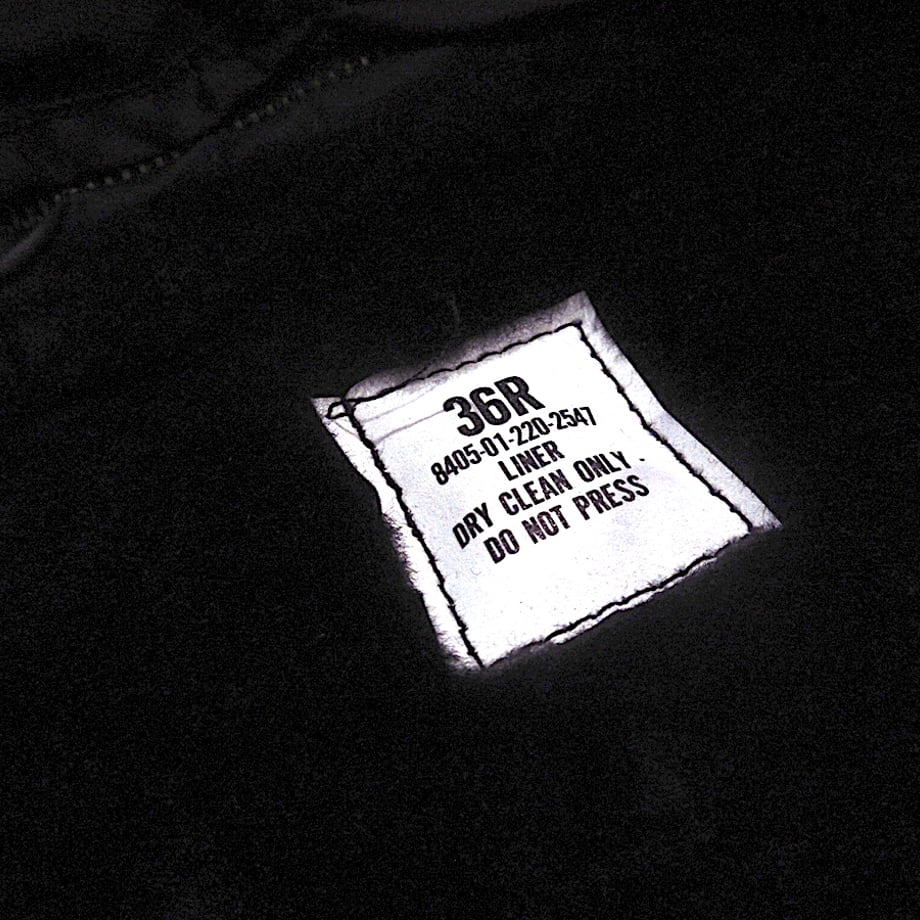 36R
8405-01-220-2547
LINER
DRY CLEAN ONLY -
DO NOT PRESS